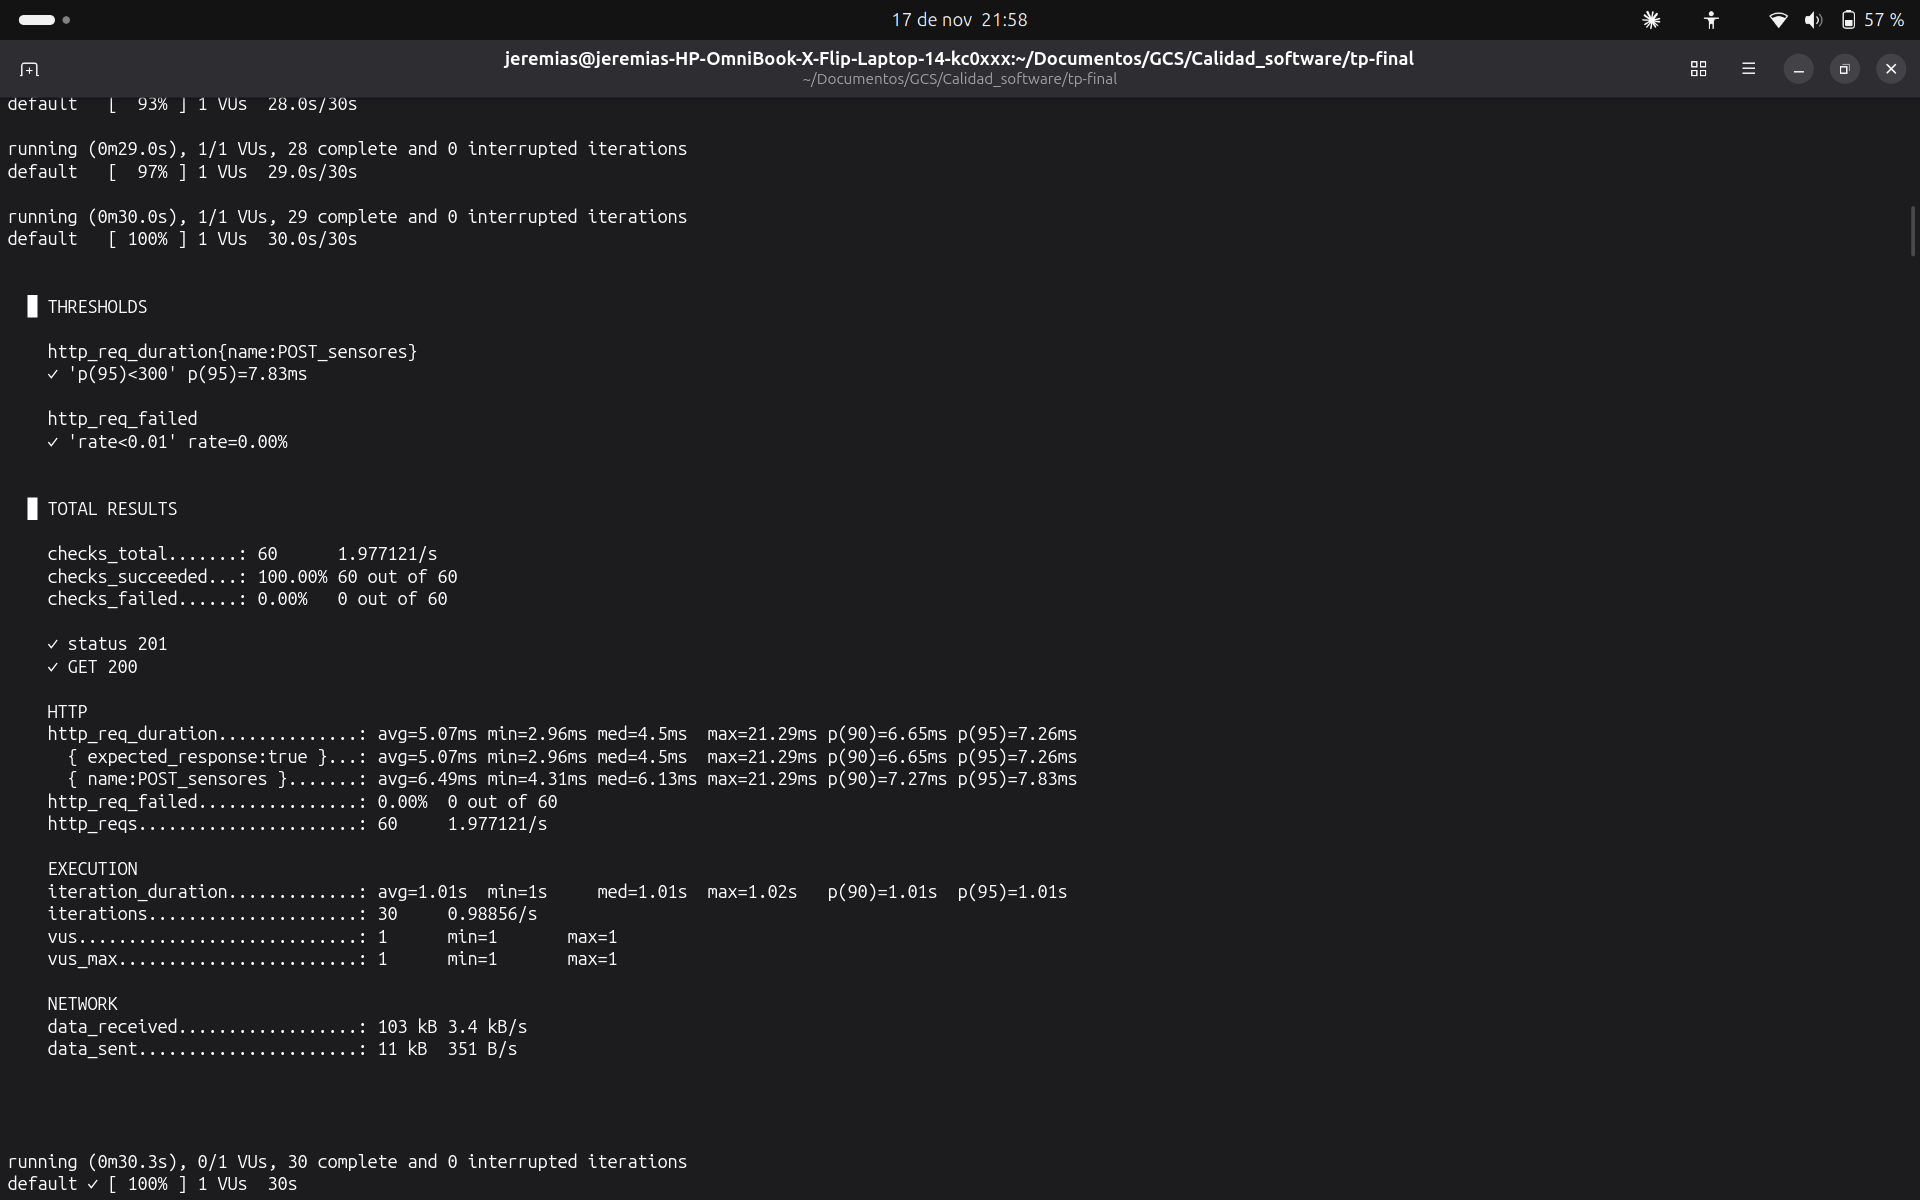 17 de nov 21:58
57 %
jeremias@jeremias-HP-OmniBook-X-Flip-Laptop-14-kc0xxx:~/Documentos/GCS/Calidad_software/tp-final
~/Documentos/GCS/Calidad_software/tp-final
default   [  93% ] 1 VUs  28.0s/30s
running (0m29.0s), 1/1 VUs, 28 complete and 0 interrupted iterations
default   [  97% ] 1 VUs  29.0s/30s
running (0m30.0s), 1/1 VUs, 29 complete and 0 interrupted iterations
default   [ 100% ] 1 VUs  30.0s/30s
█ THRESHOLDS
http_req_duration{name:POST_sensores}
✓ 'p(95)<300' p(95)=7.83ms
http_req_failed
✓ 'rate<0.01' rate=0.00%
█ TOTAL RESULTS
checks_total.......: 60      1.977121/s
checks_succeeded...: 100.00% 60 out of 60
checks_failed......: 0.00%   0 out of 60
✓ status 201
✓ GET 200
HTTP
http_req_duration..............: avg=5.07ms min=2.96ms med=4.5ms  max=21.29ms p(90)=6.65ms p(95)=7.26ms
{ expected_response:true }...: avg=5.07ms min=2.96ms med=4.5ms  max=21.29ms p(90)=6.65ms p(95)=7.26ms
{ name:POST_sensores }.......: avg=6.49ms min=4.31ms med=6.13ms max=21.29ms p(90)=7.27ms p(95)=7.83ms
http_req_failed................: 0.00%  0 out of 60
http_reqs......................: 60     1.977121/s
EXECUTION
iteration_duration.............: avg=1.01s  min=1s     med=1.01s  max=1.02s   p(90)=1.01s  p(95)=1.01s
iterations.....................: 30     0.98856/s
vus............................: 1      min=1       max=1
vus_max........................: 1      min=1       max=1
NETWORK
data_received..................: 103 kB 3.4 kB/s
data_sent......................: 11 kB  351 B/s
running (0m30.3s), 0/1 VUs, 30 complete and 0 interrupted iterations
default ✓ [ 100% ] 1 VUs  30s